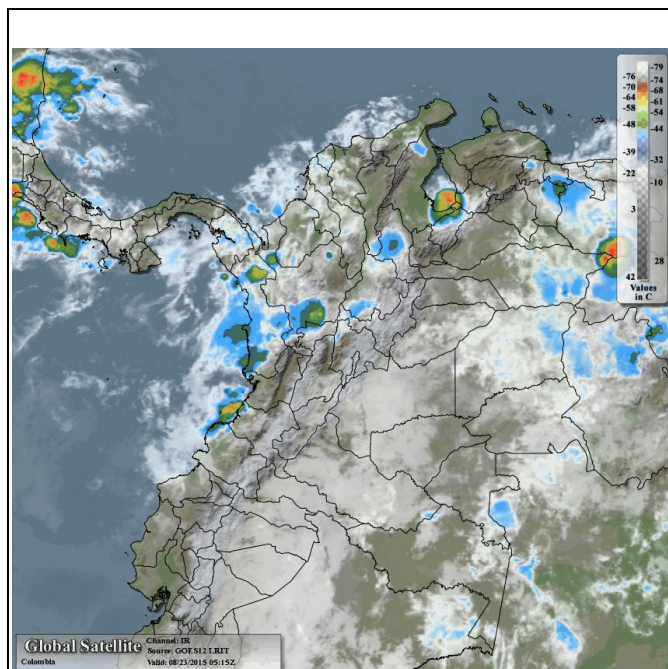 -76
-70
-64
-58
-48
-39
-22
3
42
-79
-74
-68
-61
-54
-44
-32
-10
28
Values
in C
Global Satellite
Colombia
Channel: IR
Source: GOES12 LRIT
Valid: 08/23/2015 05:15Z